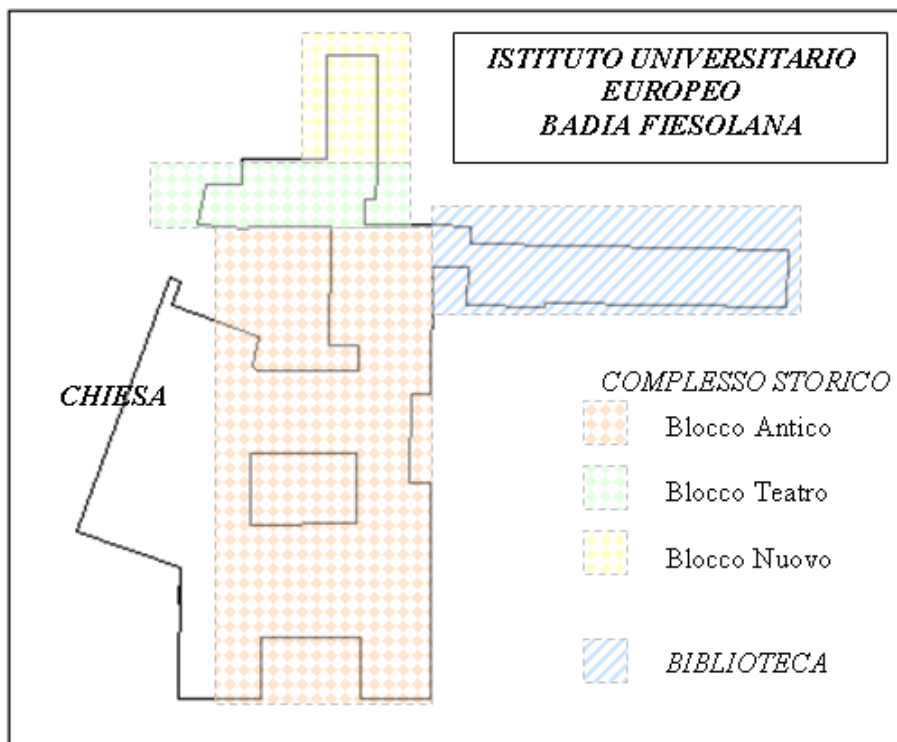 ISTITUTO UNIVERSITARIO
EUROPEO
BADIA FIESOLANA
CHIESA
COMPLESSO STORICO
Blocco Antico
Blocco Teatro
Blocco Nuovo
BIBLIOTECA